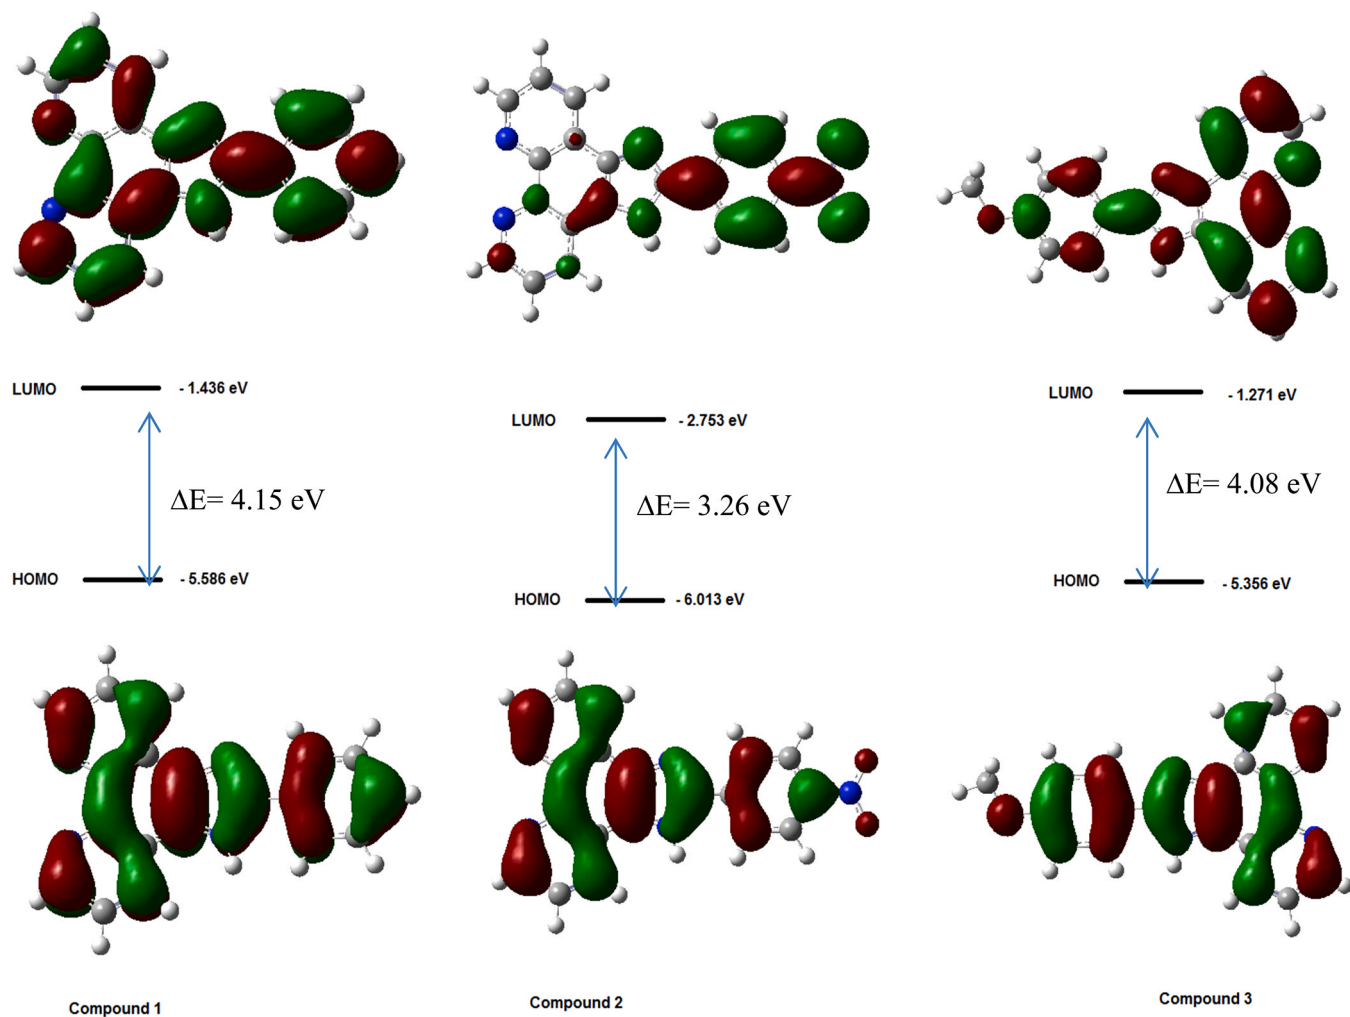 LUMO
- 1.436 eV
LUMO
- 2.753 eV
LUMO
- 1.271 eV
ΔE= 4.15 eV
ΔE= 3.26 eV
ΔE= 4.08 eV
HOMO
- 5.586 eV
HOMO
- 6.013 eV
HOMO
- 5.356 eV
Compound 1
Compound 2
Compound 3